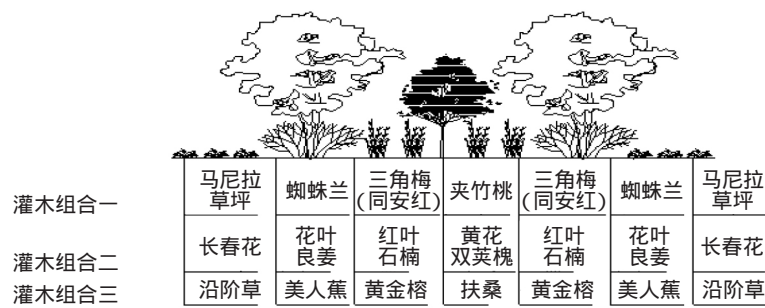 灌木组合一 马尼拉草坪 蜘蛛兰 三角梅(同安红) 夹竹桃 三角梅(同安红) 蜘蛛兰 马尼拉草坪
灌木组合二 长春花 花叶良姜 红叶石楠 黄花双荚槐 红叶石楠 花叶良姜 长春花
灌木组合三 沿阶草 美人蕉 黄金榕 扶桑 黄金榕 美人蕉 沿阶草